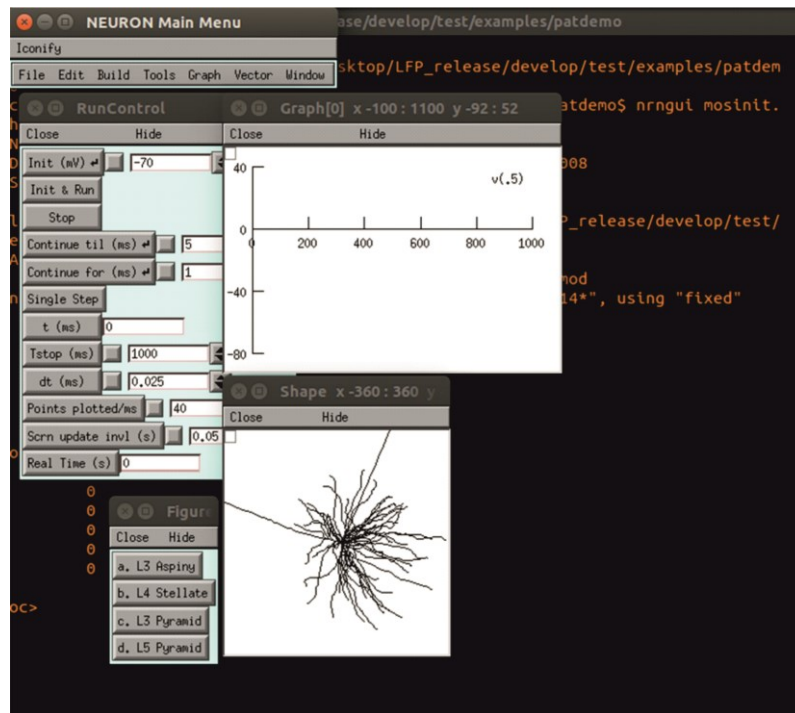 NEURON Main Menu
ase/develop/test/examples/patdemo
Iconify
File Edit Build Tools Graph Vector Window
sktop/LFP_release/develop/test/examples/patdem
RunControl
Close Hide
Init (mV) -70
Init & Run
Stop
Continue til (ms) 5
Continue for (ms) 1
Single Step
t (ms) 0
Tstop (ms) 1000
dt (ms) 0.025
Points plotted/ms 40
Scrn update invl (s) 0.05
Real Time (s) 0
Graph[0] x -100 : 1100 y -92 : 52
Close Hide
40
v(.5)
0
0 200 400 600 800 1000
-40
-80
atdemo$ nrngui mosinit.
008
P_release/develop/test/
mod
14*", using "fixed"
Shape x -360 : 360 y
Close Hide
0
0
0
0
0
oc>
Figure
Close Hide
a. L3 Aspiny
b. L4 Stellate
c. L3 Pyramid
d. L5 Pyramid